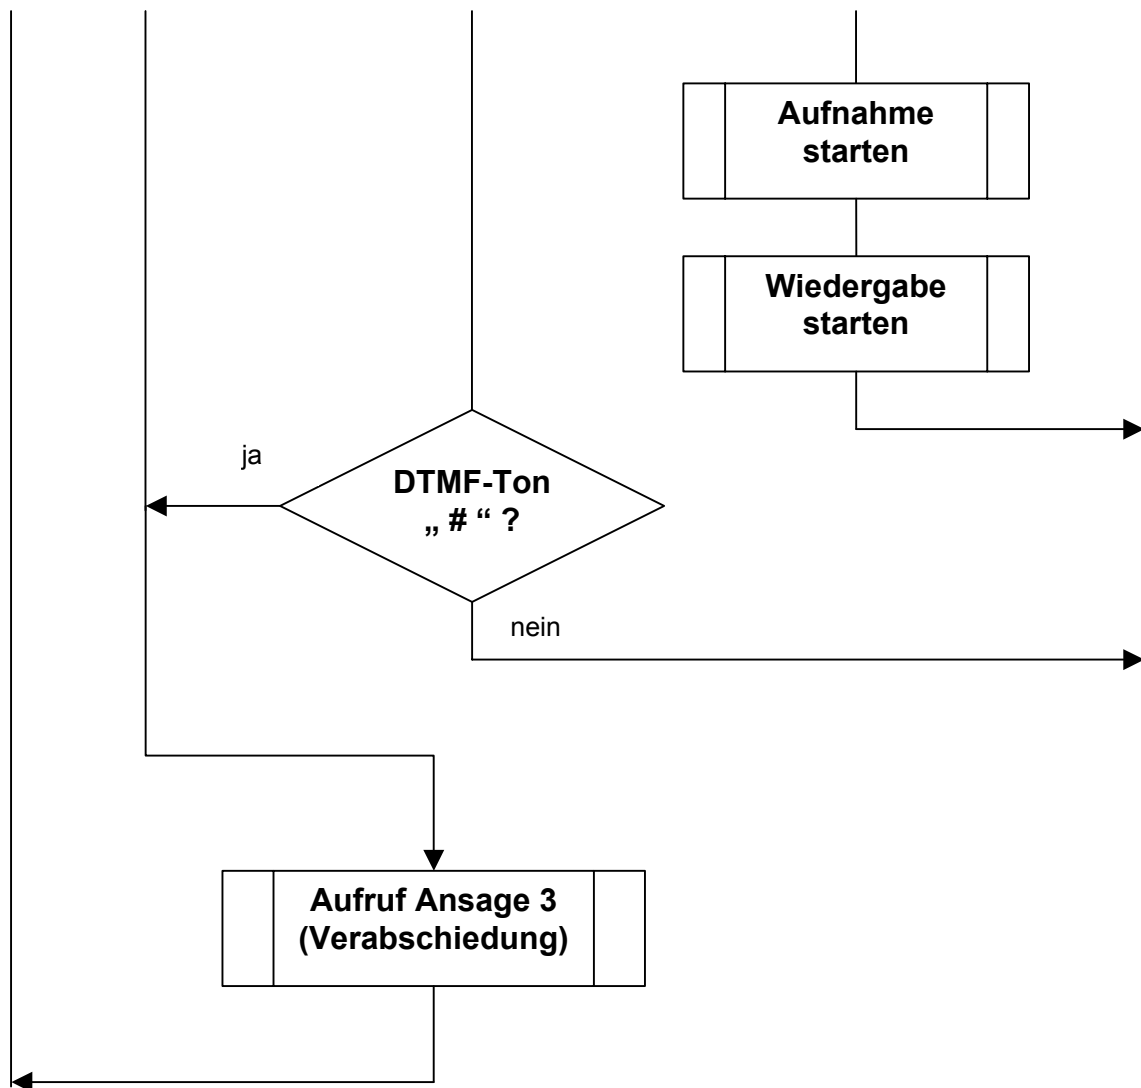 Aufnahme
starten
Wiedergabe
starten
ja
DTMF-Ton
„ # “ ?
nein
Aufruf Ansage 3
(Verabschiedung)